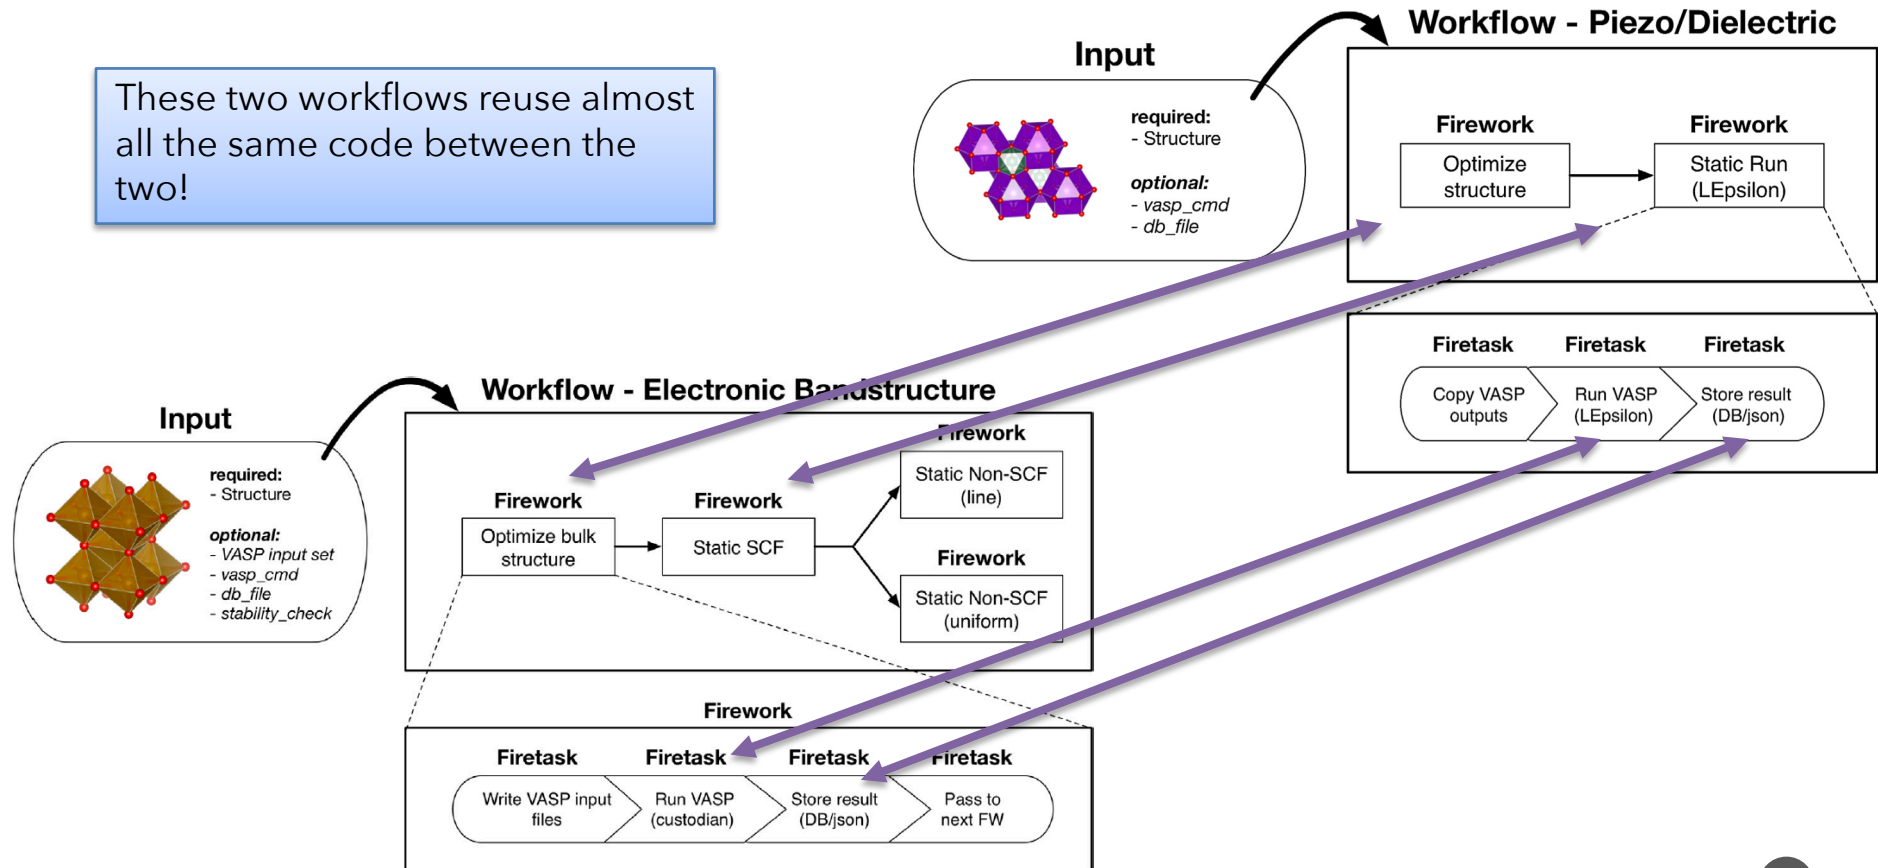 These two workflows reuse almost
all the same code between the
two!
Input
required:
- Structure
optional:
- vasp_cmd
- db_file
Workflow - Piezo/Dielectric
Firework
Optimize
structure
Firework
Static Run
(LEpsilon)
Firetask
Copy VASP
outputs
Firetask
Run VASP
(LEpsilon)
Firetask
Store result
(DB/json)
Input
required:
- Structure
optional:
- VASP input set
- vasp_cmd
- db_file
- stability_check
Workflow - Electronic Bandstructure
Firework
Optimize bulk
structure
Firework
Static SCF
Firework
Static Non-SCF
(line)
Firework
Static Non-SCF
(uniform)
Firework
Firetask
Write VASP input
files
Firetask
Run VASP
(custodian)
Firetask
Store result
(DB/json)
Firetask
Pass to
next FW